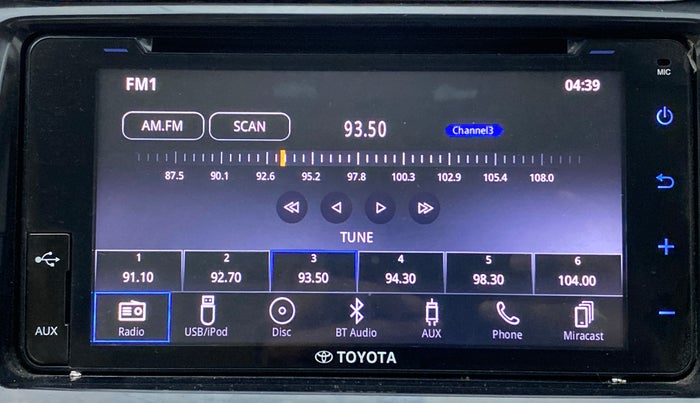 MIC
FM1 04:39
AM.FM SCAN 93.50 Channel3
87.5 90.1 92.6 95.2 97.8 100.3 102.9 105.4 108.0
TUNE
1 2 3 4 5 6
91.10 92.70 93.50 94.30 98.30 104.00
Radio USB/iPod Disc BT Audio AUX Phone Miracast
AUX
TOYOTA